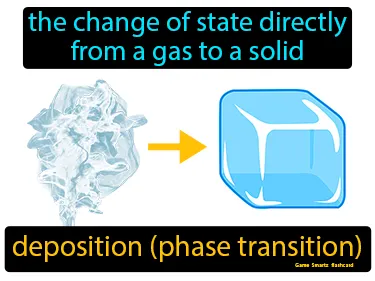 the change of state directly
from a gas to a solid
deposition (phase transition)
Game Smartz flashcard